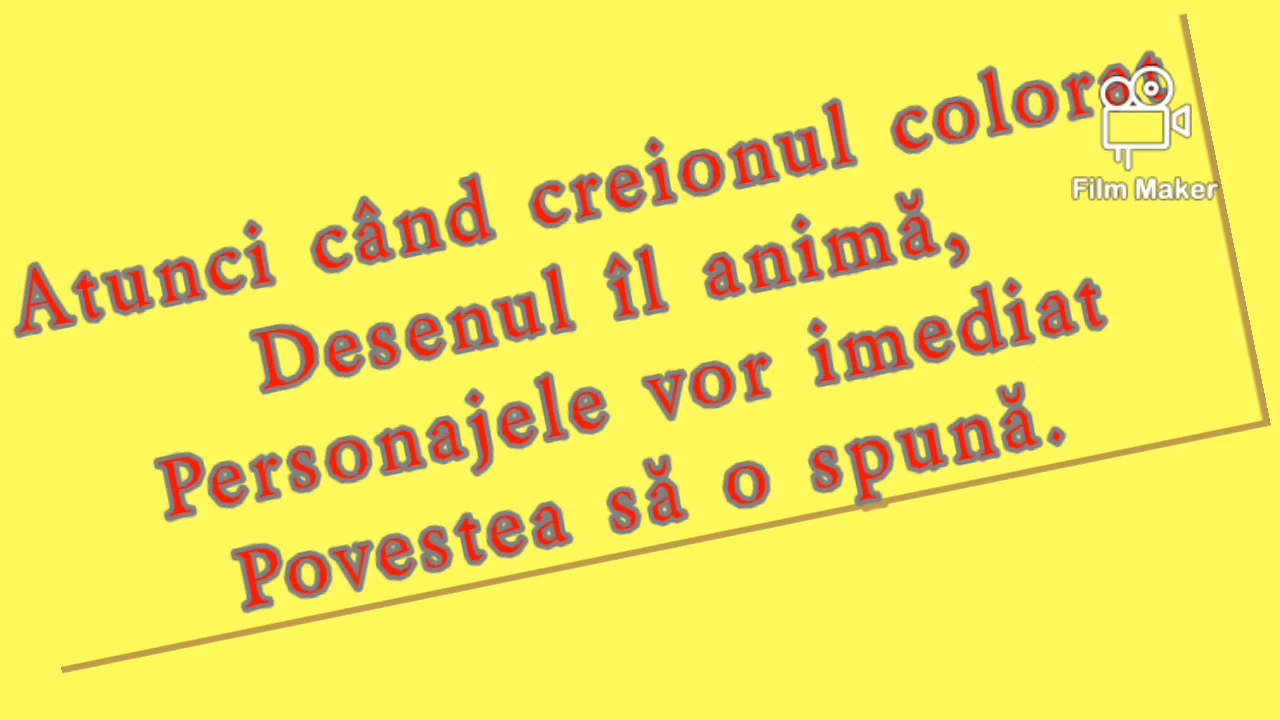 Atunci când creionul colorat
Desenul îl animă,
Personajele vor imediat
Povestea să o spună.
Film Maker